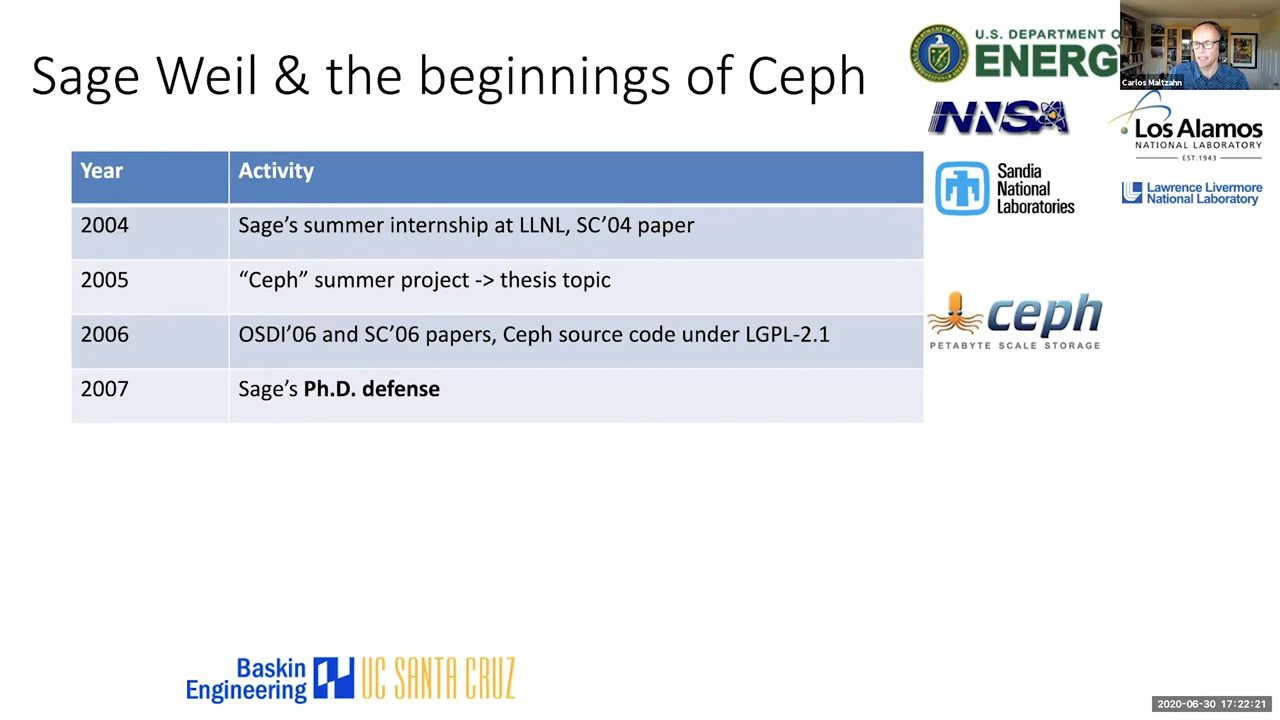 Sage Weil & the beginnings of Ceph
U.S. DEPARTMENT O
ENERGY
Carlos Maltzahn
NNSA
Los Alamos
NATIONAL LABORATORY
EST.1943
Sandia
National
Laboratories
Lawrence Livermore
National Laboratory
Year Activity
2004 Sage’s summer internship at LLNL, SC’04 paper
2005 “Ceph” summer project -> thesis topic
2006 OSDI’06 and SC’06 papers, Ceph source code under LGPL-2.1
2007 Sage’s Ph.D. defense
ceph
PETABYTE SCALE STORAGE
Baskin
Engineering
UC SANTA CRUZ
2020-06-30 17:22:21